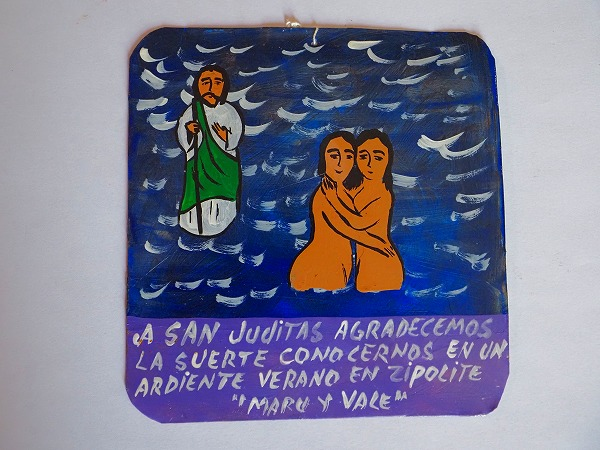 A SAN JUDITAS AGRADECEMOS
LA SUERTE CONOCERNOS EN UN
ARDIENTE VERANO EN ZIPOLITE
"MARU Y VALE"